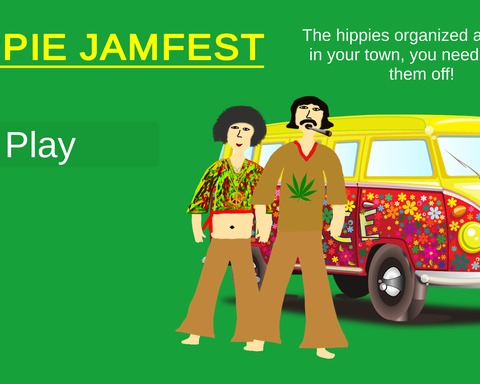 PIE JAMFEST
The hippies organized a
in your town, you need
them off!
Play